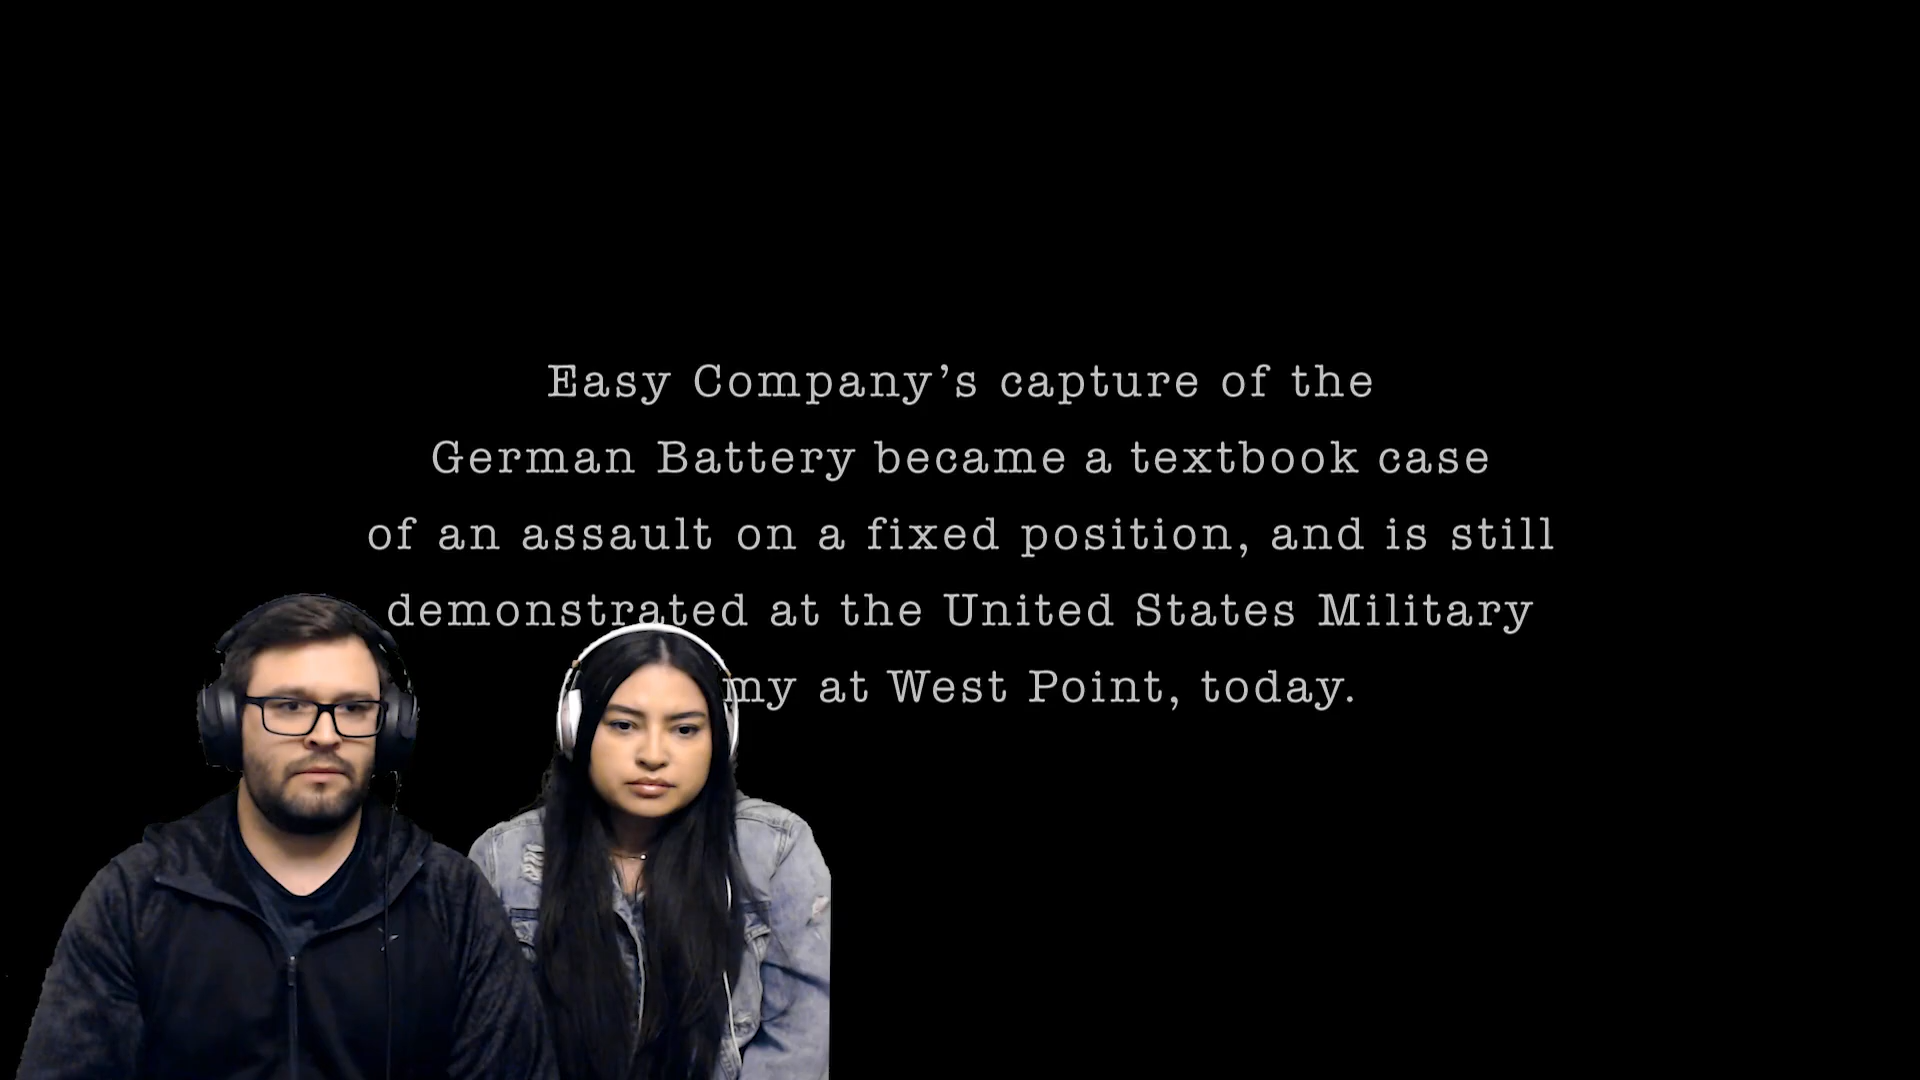 Easy Company’s capture of the
German Battery became a textbook case
of an assault on a fixed position, and is still
demonstrated at the United States Military
my at West Point, today.